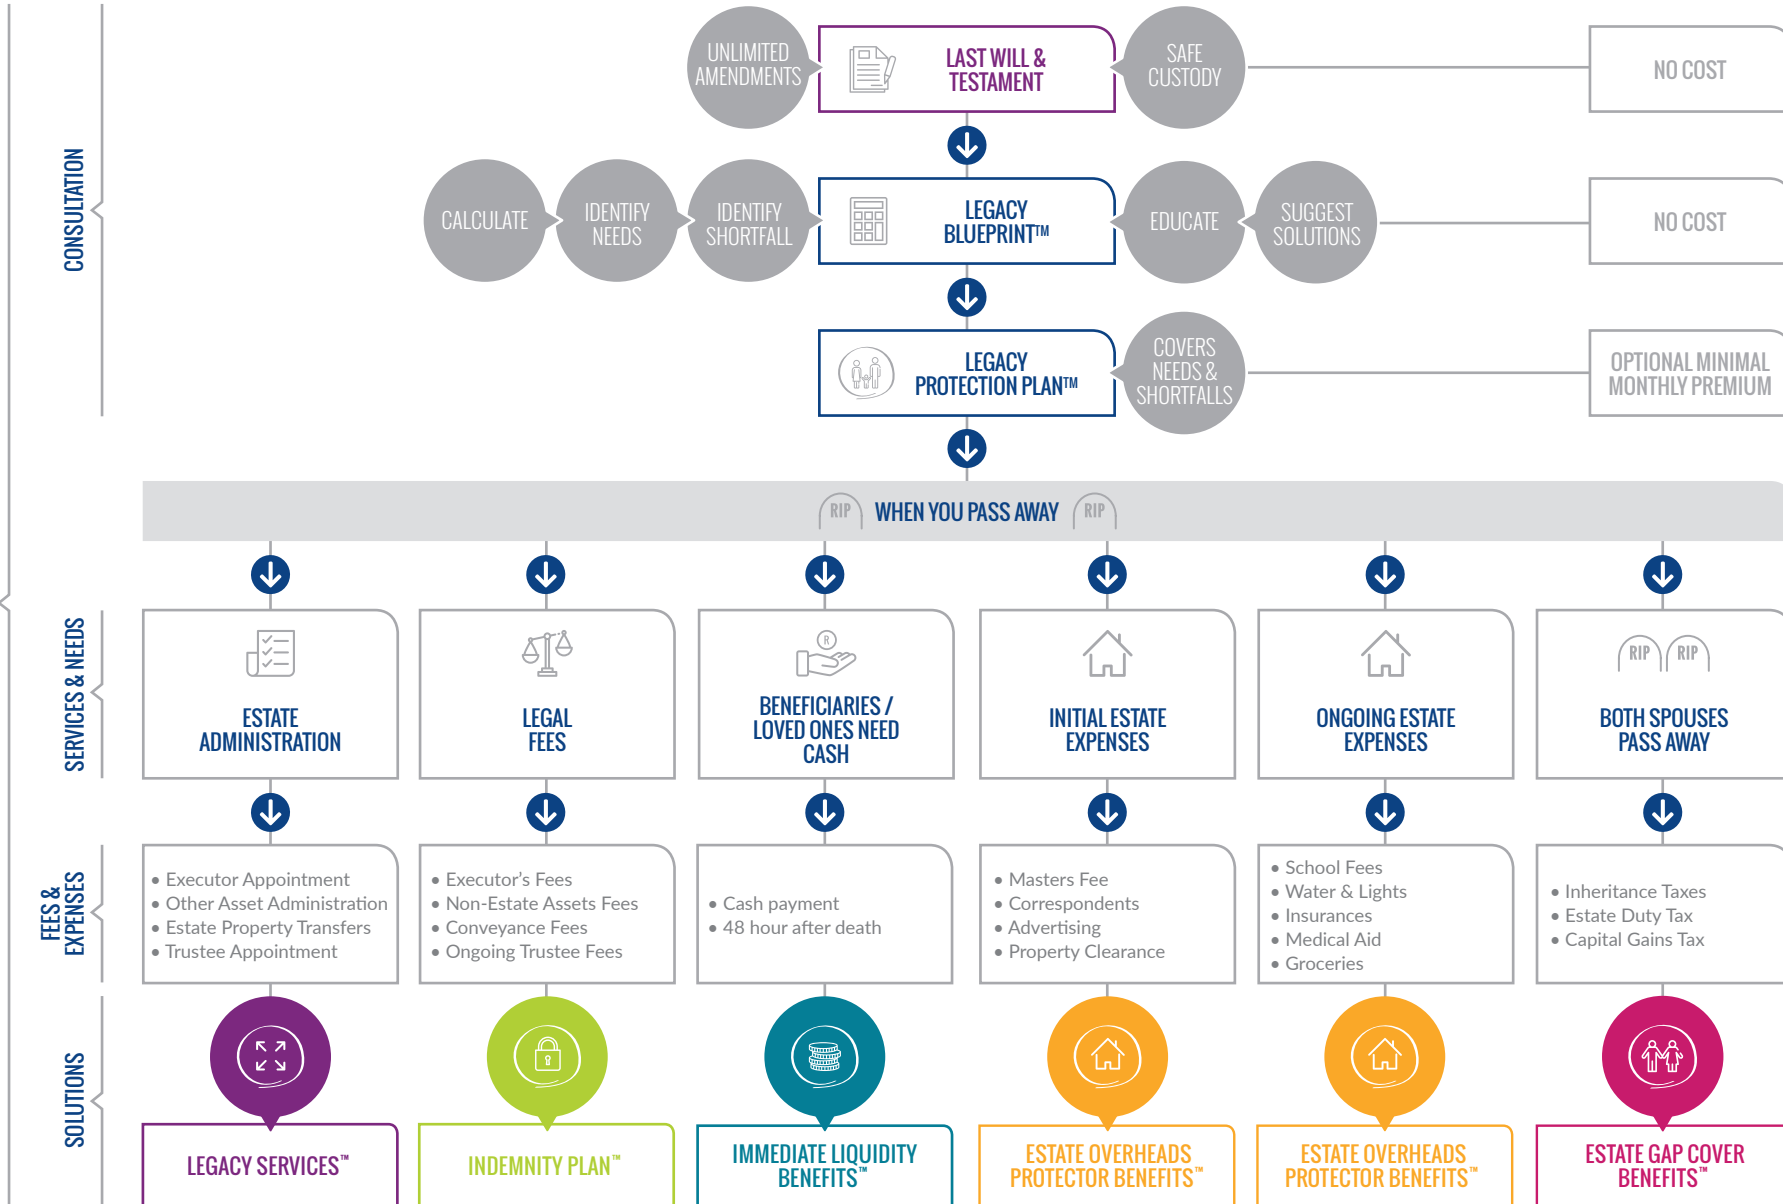 CONSULTATION
UNLIMITED
AMENDMENTS
LAST WILL &
TESTAMENT
SAFE
CUSTODY
NO COST
CALCULATE
IDENTIFY
NEEDS
IDENTIFY
SHORTFALL
LEGACY
BLUEPRINT™
EDUCATE
SUGGEST
SOLUTIONS
NO COST
LEGACY
PROTECTION PLAN™
COVERS
NEEDS &
SHORTFALLS
OPTIONAL MINIMAL
MONTHLY PREMIUM
RIP
WHEN YOU PASS AWAY
RIP
SERVICES & NEEDS
ESTATE
ADMINISTRATION
LEGAL
FEES
R
BENEFICIARIES /
LOVED ONES NEED
CASH
INITIAL ESTATE
EXPENSES
ONGOING ESTATE
EXPENSES
RIP
RIP
BOTH SPOUSES
PASS AWAY
FEES &
EXPENSES
• Executor Appointment
• Other Asset Administration
• Estate Property Transfers
• Trustee Appointment
• Executor's Fees
• Non-Estate Assets Fees
• Conveyance Fees
• Ongoing Trustee Fees
• Cash payment
• 48 hour after death
• Masters Fee
• Correspondents
• Advertising
• Property Clearance
• School Fees
• Water & Lights
• Insurances
• Medical Aid
• Groceries
• Inheritance Taxes
• Estate Duty Tax
• Capital Gains Tax
SOLUTIONS
LEGACY SERVICES™
INDEMNITY PLAN™
IMMEDIATE LIQUIDITY
BENEFITS™
ESTATE OVERHEADS
PROTECTOR BENEFITS™
ESTATE OVERHEADS
PROTECTOR BENEFITS™
ESTATE GAP COVER
BENEFITS™